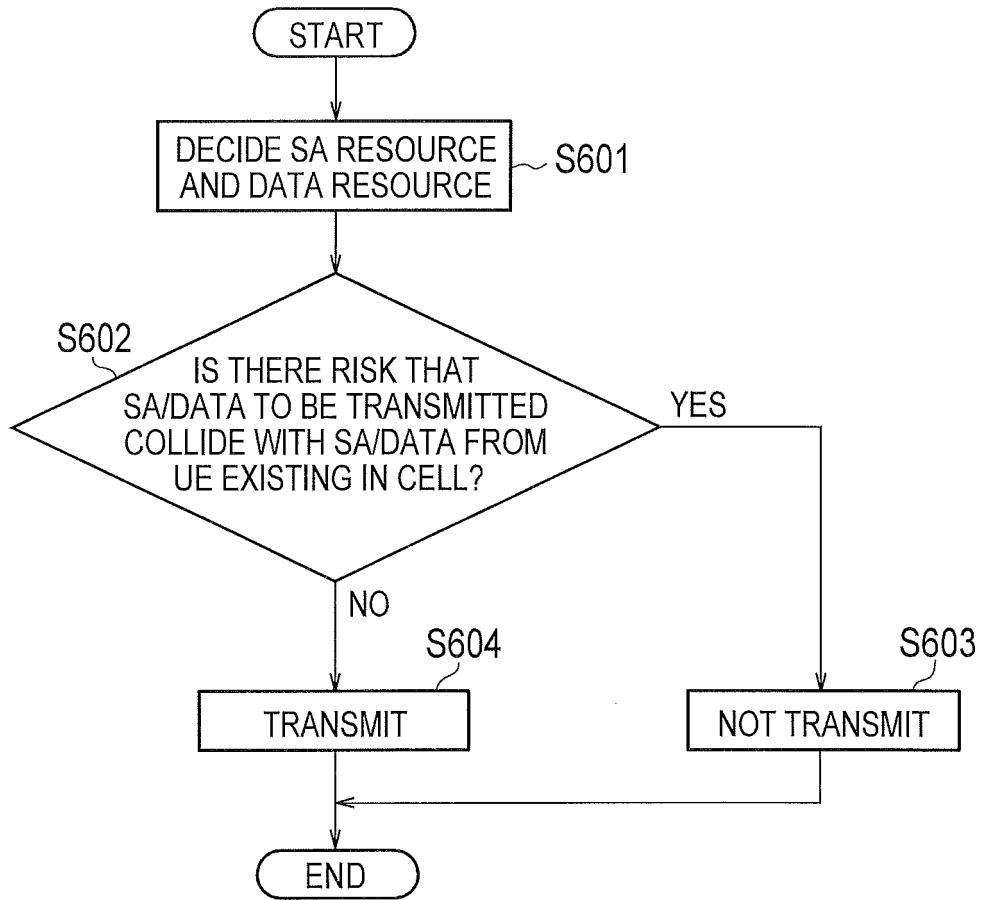 START
DECIDE SA RESOURCE
AND DATA RESOURCE
S601
S602
IS THERE RISK THAT
SA/DATA TO BE TRANSMITTED
COLLIDE WITH SA/DATA FROM
UE EXISTING IN CELL?
YES
NO
S604
TRANSMIT
S603
NOT TRANSMIT
END